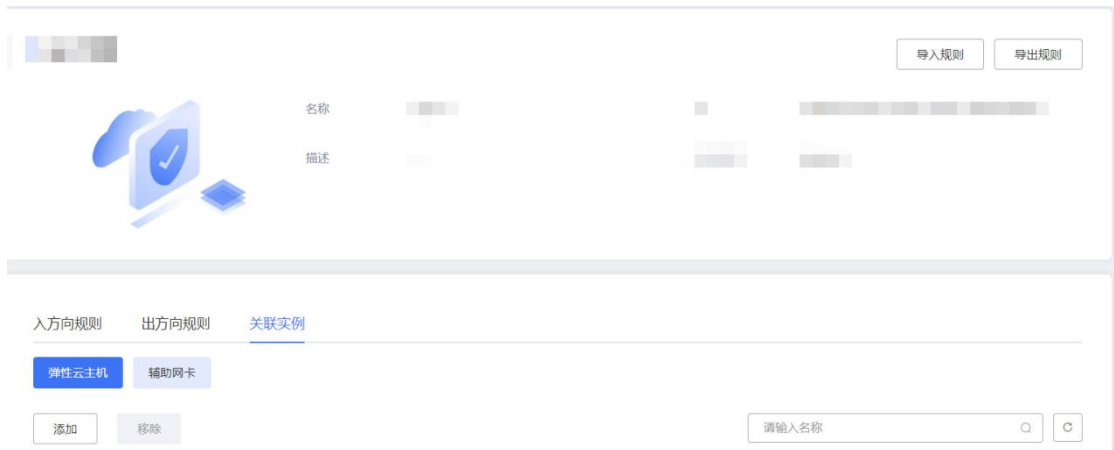 导入规则 导出规则
名称
描述
入方向规则 出方向规则 关联实例
弹性云主机 辅助网卡
添加 移除 请输入名称